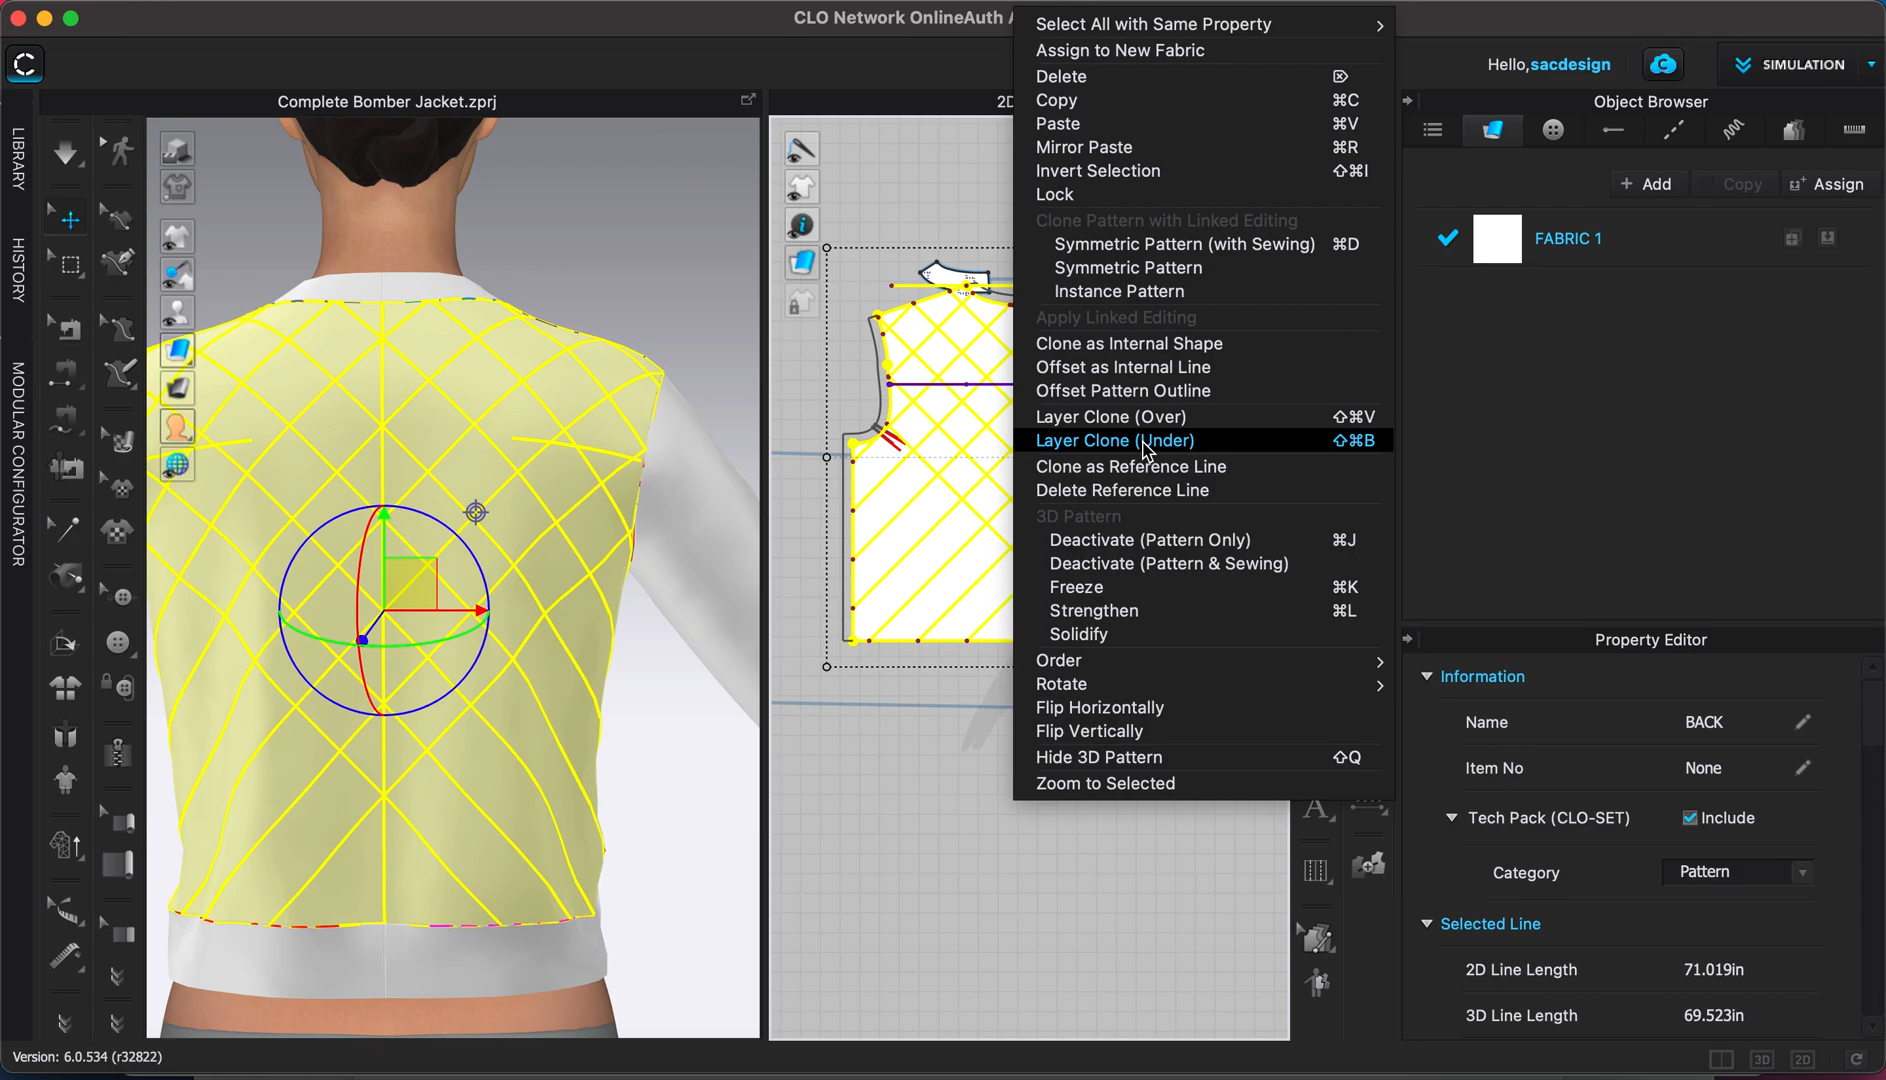 CLO Network OnlineAuth
Hello,sacdesign
SIMULATION
LIBRARY
HISTORY
MODULAR CONFIGURATOR
Complete Bomber Jacket.zprj
Select All with Same Property
Assign to New Fabric
Delete
Copy ⌘C
Paste ⌘V
Mirror Paste ⌘R
Invert Selection ⇧⌘I
Lock
Clone Pattern with Linked Editing
Symmetric Pattern (with Sewing) ⌘D
Symmetric Pattern
Instance Pattern
Apply Linked Editing
Clone as Internal Shape
Offset as Internal Line
Offset Pattern Outline
Layer Clone (Over) ⇧⌘V
Layer Clone (Under) ⇧⌘B
Clone as Reference Line
Delete Reference Line
3D Pattern
Deactivate (Pattern Only) ⌘J
Deactivate (Pattern & Sewing)
Freeze ⌘K
Strengthen ⌘L
Solidify
Order
Rotate
Flip Horizontally
Flip Vertically
Hide 3D Pattern ⇧Q
Zoom to Selected
Object Browser
+ Add
Copy
Assign
FABRIC 1
Property Editor
Information
Name BACK
Item No None
Tech Pack (CLO-SET) Include
Category Pattern
Selected Line
2D Line Length 71.019in
3D Line Length 69.523in
Version: 6.0.534 (r32822)
3D
2D